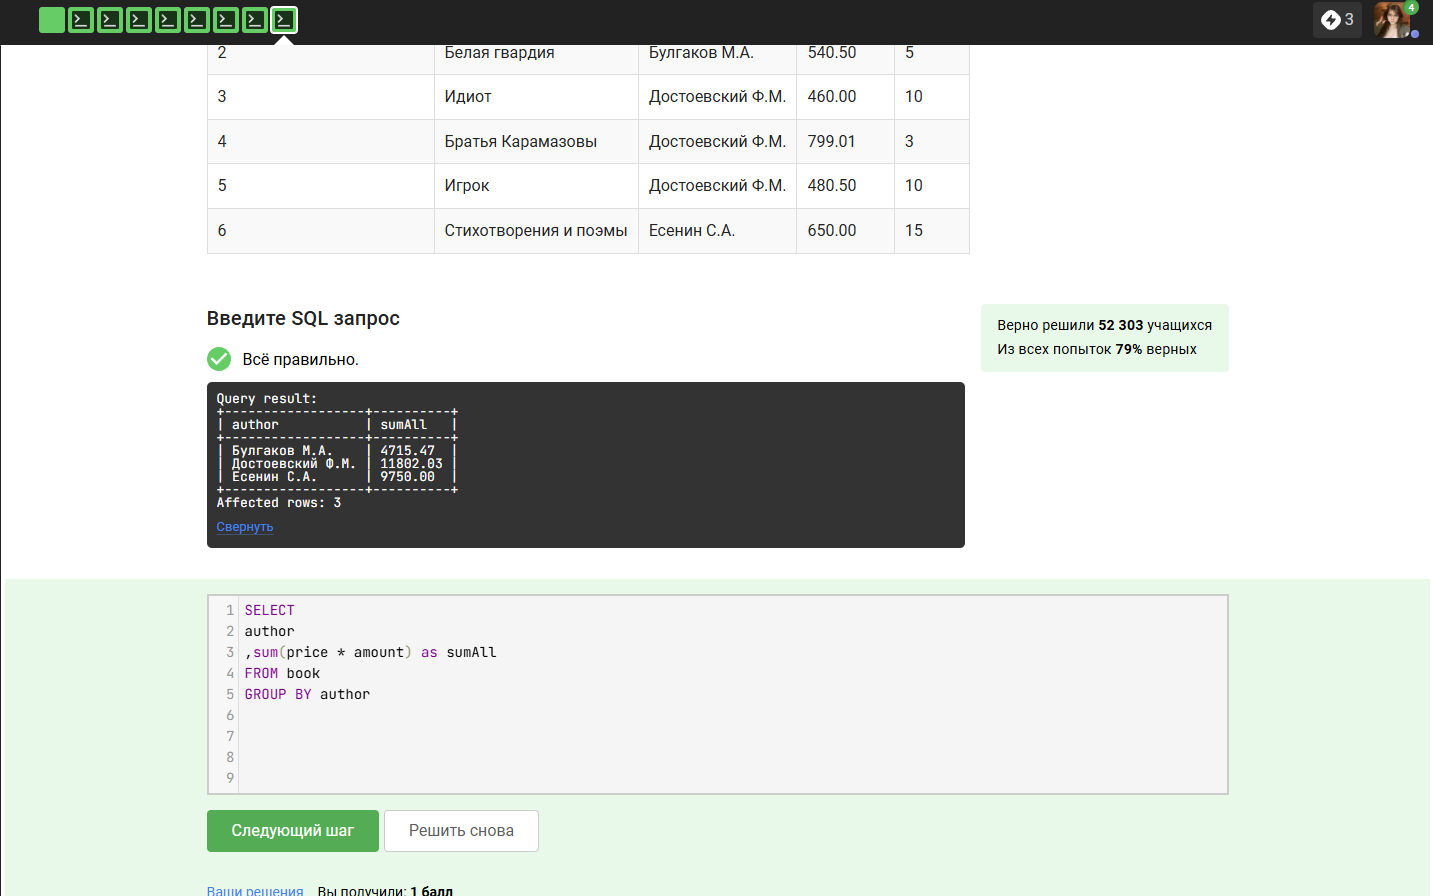 3
4
2 Белая гвардия Булгаков М.А. 540.50 5
3 Идиот Достоевский Ф.М. 460.00 10
4 Братья Карамазовы Достоевский Ф.М. 799.01 3
5 Игрок Достоевский Ф.М. 480.50 10
6 Стихотворения и поэмы Есенин С.А. 650.00 15
Введите SQL запрос
Верно решили 52 303 учащихся
Из всех попыток 79% верных
Всё правильно.
Query result:
+------------------+----------+
| author           | sumAll   |
+------------------+----------+
| Булгаков М.А.    | 4715.47  |
| Достоевский Ф.М. | 11802.03 |
| Есенин С.А.      | 9750.00  |
+------------------+----------+
Affected rows: 3
Свернуть
1 SELECT
2 author
3 ,sum(price * amount) as sumAll
4 FROM book
5 GROUP BY author
6
7
8
9
Следующий шаг Решить снова
Ваши решения Вы получили: 1 балл